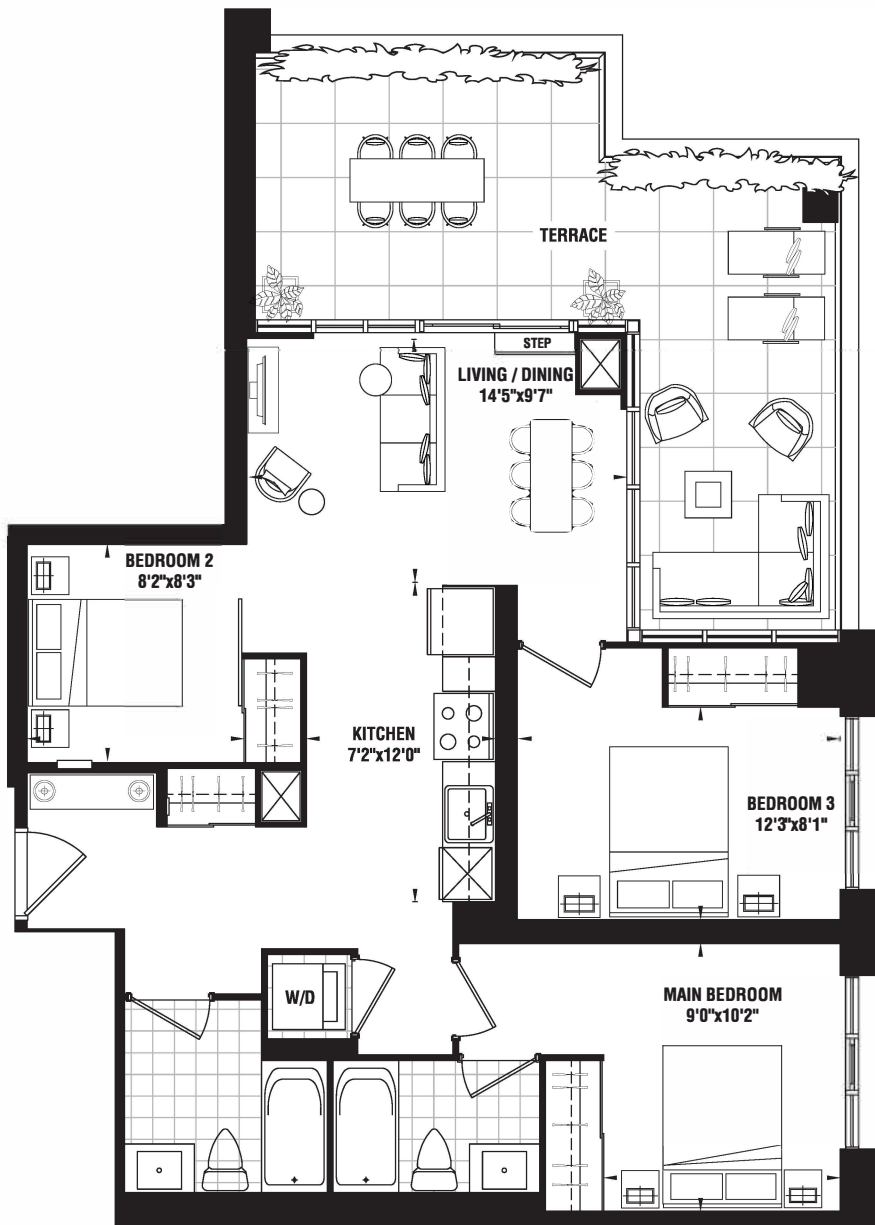 TERRACE
STEP
LIVING / DINING
14'5"x9'7"
BEDROOM 2
8'2"x8'3"
KITCHEN
7'2"x12'0"
BEDROOM 3
12'3"x8'1"
W/D
MAIN BEDROOM
9'0"x10'2"